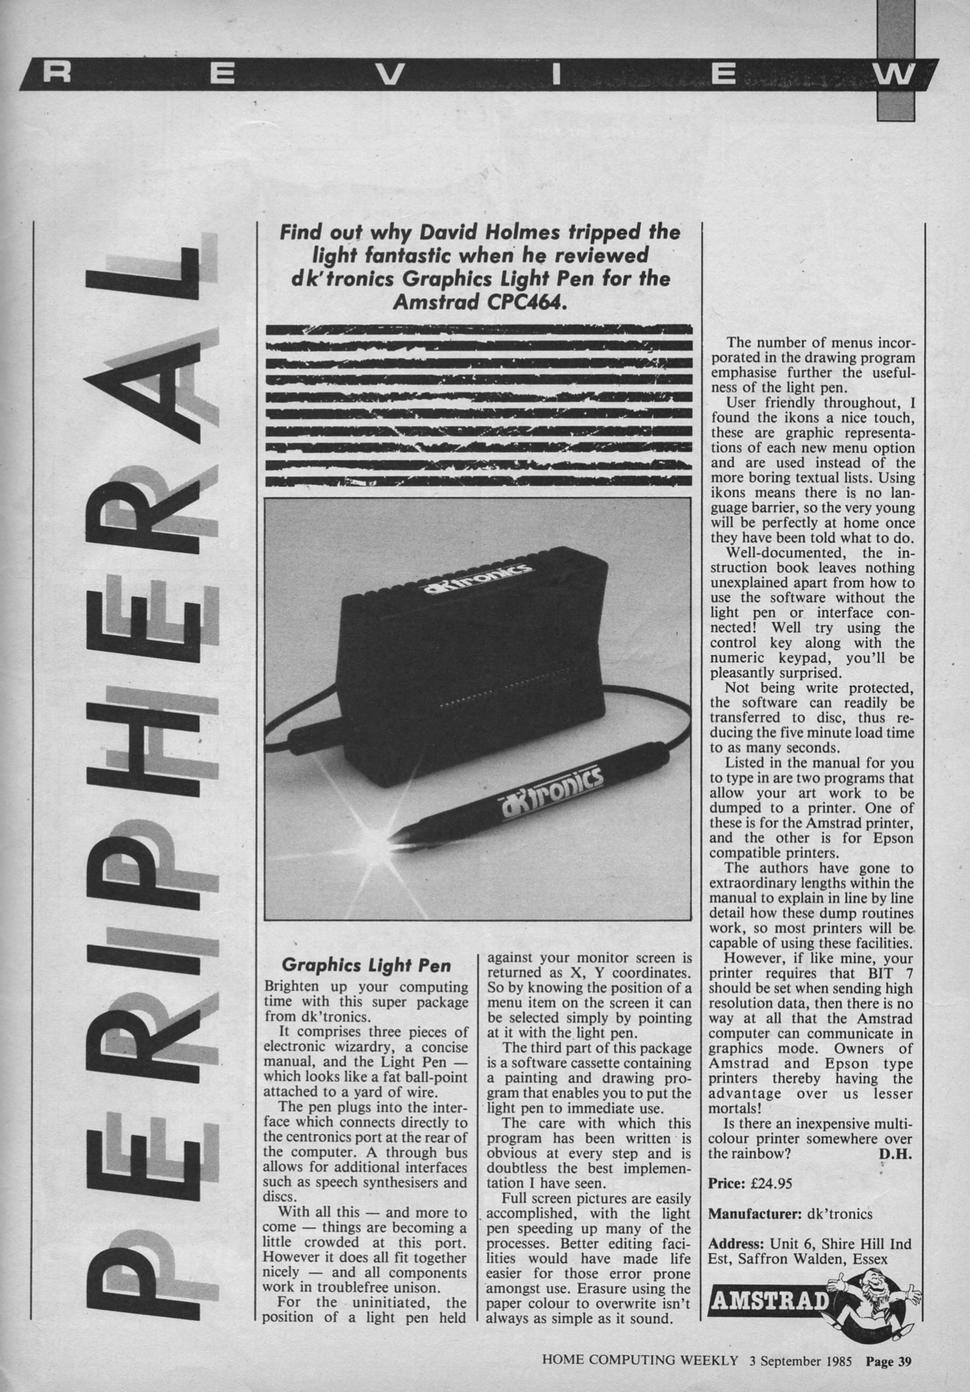 REVIEW
PERIPHERAL
Find out why David Holmes tripped the
light fantastic when he reviewed
dk'tronics Graphics Light Pen for the
Amstrad CPC464.
dk'tronics
dk'tronics
Graphics Light Pen
Brighten up your computing
time with this super package
from dk'tronics.
It comprises three pieces of
electronic wizardry, a concise
manual, and the Light Pen —
which looks like a fat ball-point
attached to a yard of wire.
The pen plugs into the inter-
face which connects directly to
the centronics port at the rear of
the computer. A through bus
allows for additional interfaces
such as speech synthesisers and
discs.
With all this — and more to
come — things are becoming a
little crowded at this port.
However it does all fit together
nicely — and all components
work in troublefree unison.
For the uninitiated, the
position of a light pen held
against your monitor screen is
returned as X, Y coordinates.
So by knowing the position of a
menu item on the screen it can
be selected simply by pointing
at it with the light pen.
The third part of this package
is a software cassette containing
a painting and drawing pro-
gram that enables you to put the
light pen to immediate use.
The care with which this
program has been written is
obvious at every step and is
doubtless the best implemen-
tation I have seen.
Full screen pictures are easily
accomplished, with the light
pen speeding up many of the
processes. Better editing faci-
lities would have made life
easier for those error prone
amongst use. Erasure using the
paper colour to overwrite isn't
always as simple as it sound.
The number of menus incor-
porated in the drawing program
emphasise further the useful-
ness of the light pen.
User friendly throughout, I
found the ikons a nice touch,
these are graphic representa-
tions of each new menu option
and are used instead of the
more boring textual lists. Using
ikons means there is no lan-
guage barrier, so the very young
will be perfectly at home once
they have been told what to do.
Well-documented, the in-
struction book leaves nothing
unexplained apart from how to
use the software without the
light pen or interface con-
nected! Well try using the
control key along with the
numeric keypad, you'll be
pleasantly surprised.
Not being write protected,
the software can readily be
transferred to disc, thus re-
ducing the five minute load time
to as many seconds.
Listed in the manual for you
to type in are two programs that
allow your art work to be
dumped to a printer. One of
these is for the Amstrad printer,
and the other is for Epson
compatible printers.
The authors have gone to
extraordinary lengths within the
manual to explain in line by line
detail how these dump routines
work, so most printers will be
capable of using these facilities.
However, if like mine, your
printer requires that BIT 7
should be set when sending high
resolution data, then there is no
way at all that the Amstrad
computer can communicate in
graphics mode. Owners of
Amstrad and Epson type
printers thereby having the
advantage over us lesser
mortals!
Is there an inexpensive multi-
colour printer somewhere over
the rainbow? D.H.
Price: £24.95
Manufacturer: dk'tronics
Address: Unit 6, Shire Hill Ind
Est, Saffron Walden, Essex
AMSTRAD
HOME COMPUTING WEEKLY 3 September 1985 Page 39